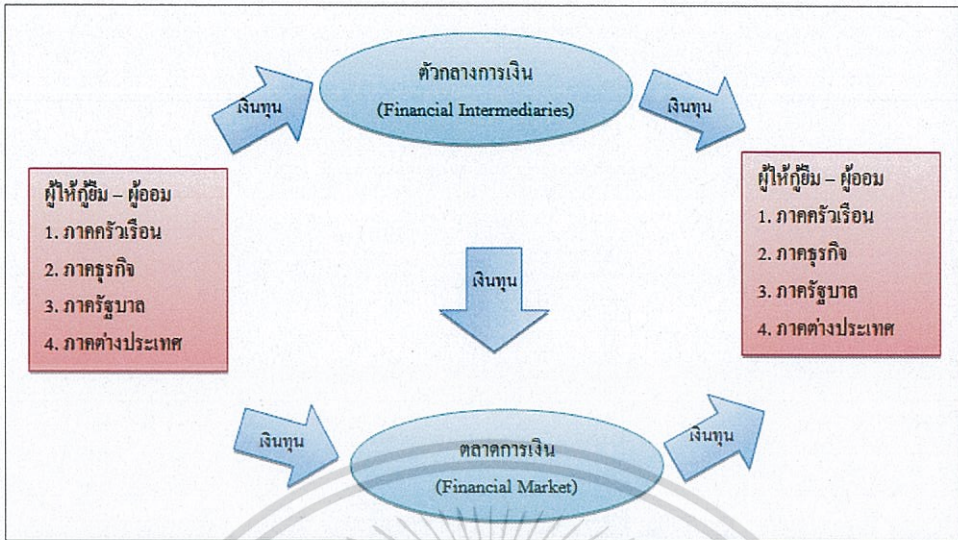 ตัวกลางการเงิน
(Financial Intermediaries)
เงินทุน
เงินทุน
ผู้ให้กู้ยืม – ผู้ออม
1. ภาคครัวเรือน
2. ภาคธุรกิจ
3. ภาครัฐบาล
4. ภาคต่างประเทศ
เงินทุน
ผู้ให้กู้ยืม – ผู้ออม
1. ภาคครัวเรือน
2. ภาคธุรกิจ
3. ภาครัฐบาล
4. ภาคต่างประเทศ
เงินทุน
ตลาดการเงิน
(Financial Market)
เงินทุน